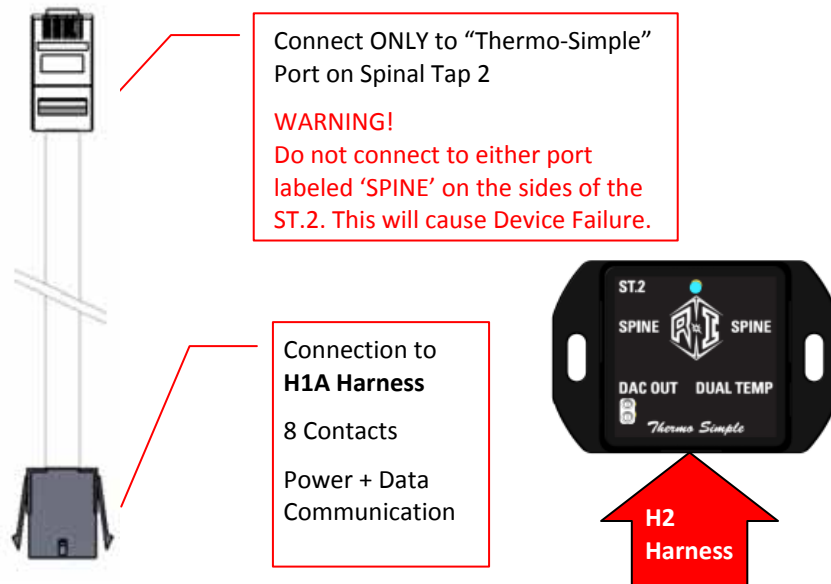 Connect ONLY to “Thermo-Simple”
Port on Spinal Tap 2
WARNING!
Do not connect to either port
labeled ‘SPINE’ on the sides of the
ST.2. This will cause Device Failure.
Connection to
H1A Harness
8 Contacts
Power + Data
Communication
ST.2
SPINE
SPINE
DAC OUT
DUAL TEMP
Thermo Simple
H2
Harness